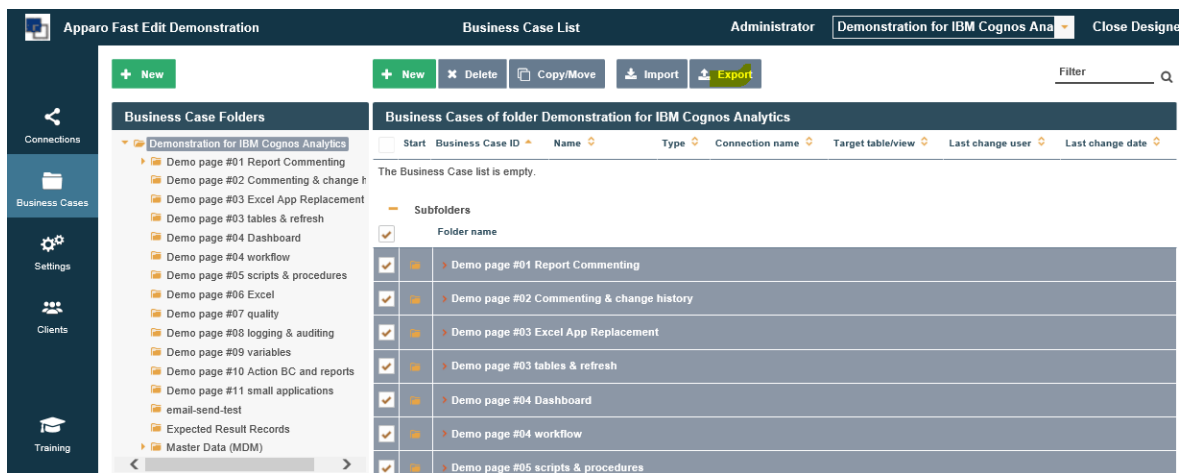 Apparo Fast Edit Demonstration
Business Case List
Administrator
Demonstration for IBM Cognos Ana
Close Designe
New
New
Delete
Copy/Move
Import
Export
Filter
Connections
Business Cases
Settings
Clients
Training
Business Case Folders
Demonstration for IBM Cognos Analytics
Demo page #01 Report Commenting
Demo page #02 Commenting & change h
Demo page #03 Excel App Replacement
Demo page #03 tables & refresh
Demo page #04 Dashboard
Demo page #04 workflow
Demo page #05 scripts & procedures
Demo page #06 Excel
Demo page #07 quality
Demo page #08 logging & auditing
Demo page #09 variables
Demo page #10 Action BC and reports
Demo page #11 small applications
email-send-test
Expected Result Records
Master Data (MDM)
Business Cases of folder Demonstration for IBM Cognos Analytics
Start Business Case ID Name Type Connection name Target table/view Last change user Last change date
The Business Case list is empty.
Subfolders
Folder name
Demo page #01 Report Commenting
Demo page #02 Commenting & change history
Demo page #03 Excel App Replacement
Demo page #03 tables & refresh
Demo page #04 Dashboard
Demo page #04 workflow
Demo page #05 scripts & procedures